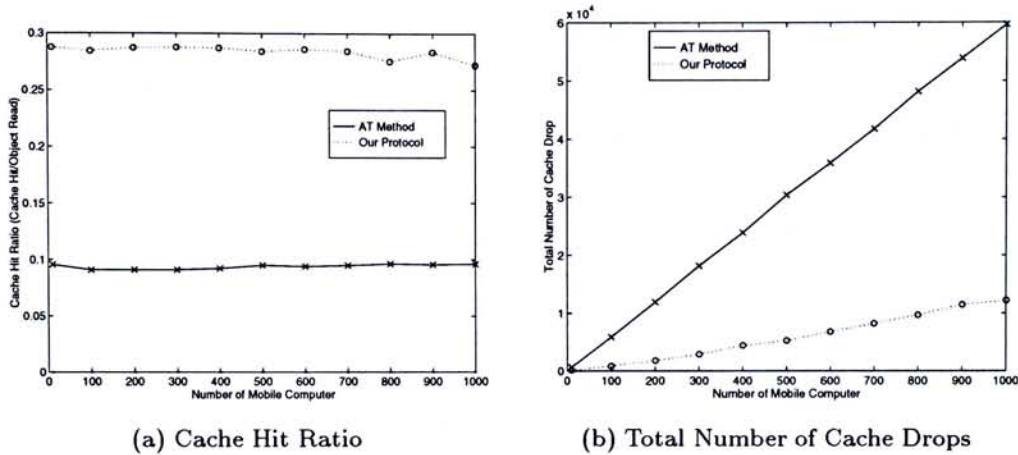 0.3
0.25
0.2
0.15
0.1
0.05
0
Cache Hit Ratio (Cache Hit/Object Read)
AT Method
Our Protocol
0 100 200 300 400 500 600 700 800 900 1000
Number of Mobile Computer
(a) Cache Hit Ratio
x 10^4
6
5
4
3
2
1
0
Total Number of Cache Drop
AT Method
Our Protocol
0 100 200 300 400 500 600 700 800 900 1000
Number of Mobile Computer
(b) Total Number of Cache Drops